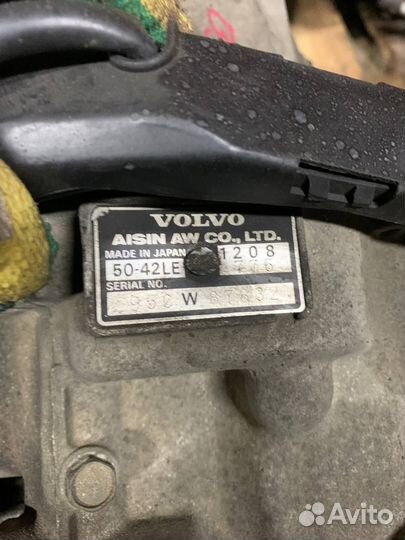 VOLVO
AISIN AW CO., LTD.
MADE IN JAPAN 1208
50-42LE
SERIAL NO.
W
Avito